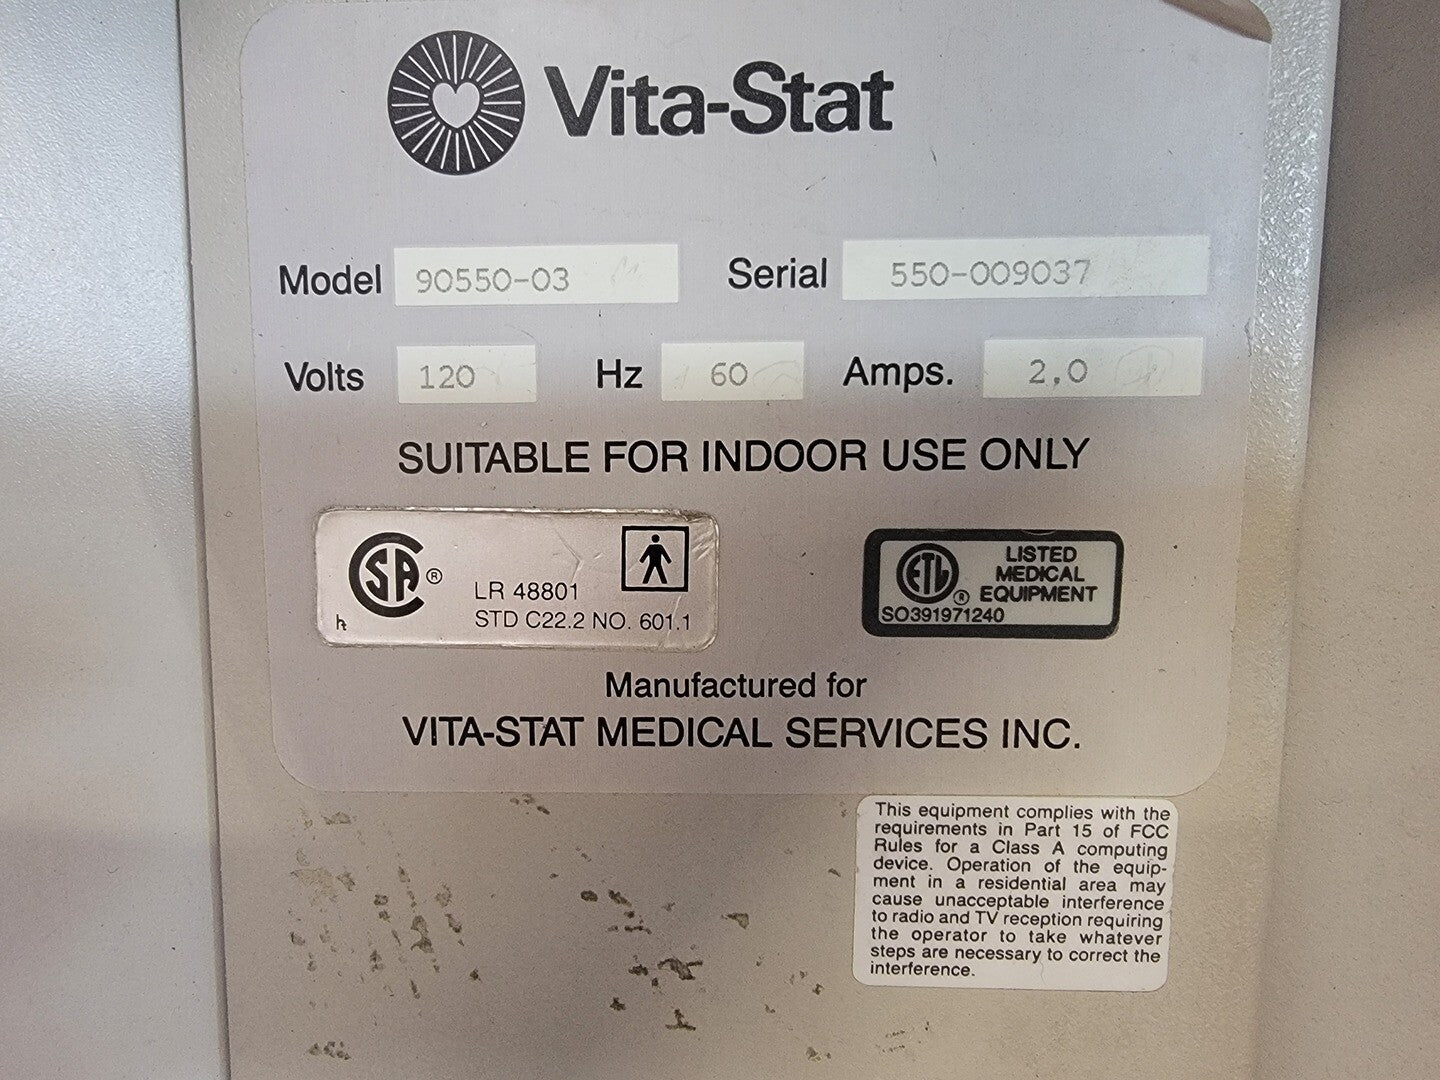 Vita-Stat
Model 90550-03 Serial 550-009037
Volts 120 Hz 60 Amps. 2,0
SUITABLE FOR INDOOR USE ONLY
CSA ® LR 48801
STD C22.2 NO. 601.1
ETL ® LISTED
MEDICAL
EQUIPMENT
SO391971240
Manufactured for
VITA-STAT MEDICAL SERVICES INC.
This equipment complies with the
requirements in Part 15 of FCC
Rules for a Class A computing
device. Operation of the equip-
ment in a residential area may
cause unacceptable interference
to radio and TV reception requiring
the operator to take whatever
steps are necessary to correct the
interference.